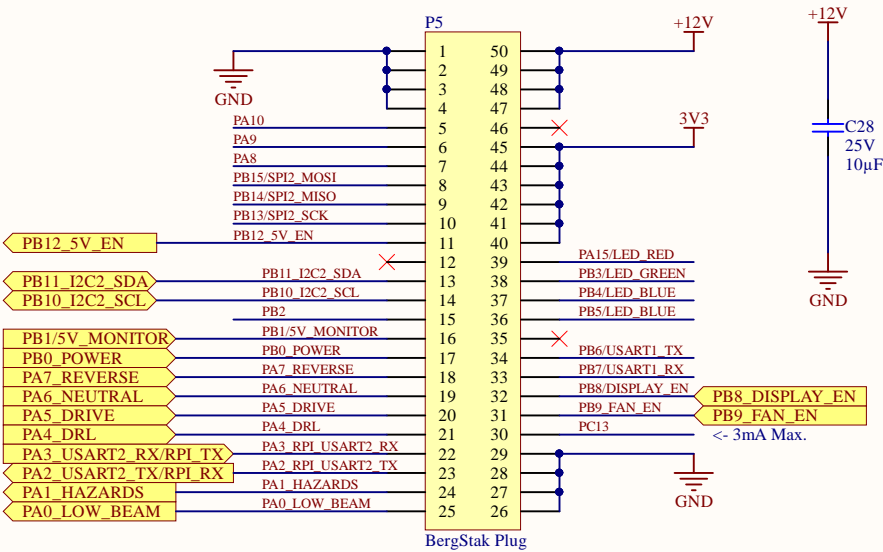 P5
+12V
+12V
1 50
2 49
3 48
4 47
GND
PA10 5 46
3V3
PA9 6 45
PA8 7 44
PB15/SPI2_MOSI 8 43
PB14/SPI2_MISO 9 42
PB13/SPI2_SCK 10 41
PB12_5V_EN PB12_5V_EN 11 40
12 39 PA15/LED_RED
PB11_I2C2_SDA PB11_I2C2_SDA 13 38 PB3/LED_GREEN
PB10_I2C2_SCL PB10_I2C2_SCL 14 37 PB4/LED_BLUE
PB2 15 36 PB5/LED_BLUE
PB1/5V_MONITOR PB1/5V_MONITOR 16 35
PB0_POWER PB0_POWER 17 34 PB6/USART1_TX
PA7_REVERSE PA7_REVERSE 18 33 PB7/USART1_RX
PA6_NEUTRAL PA6_NEUTRAL 19 32 PB8/DISPLAY_EN PB8_DISPLAY_EN
PA5_DRIVE PA5_DRIVE 20 31 PB9_FAN_EN PB9_FAN_EN
PA4_DRL PA4_DRL 21 30 PC13
<- 3mA Max.
PA3_USART2_RX/RPI_TX PA3_RPI_USART2_RX 22 29
PA2_USART2_TX/RPI_RX PA2_RPI_USART2_TX 23 28
PA1_HAZARDS PA1_HAZARDS 24 27
PA0_LOW_BEAM PA0_LOW_BEAM 25 26
GND
BergStak Plug
C28
25V
10µF
GND